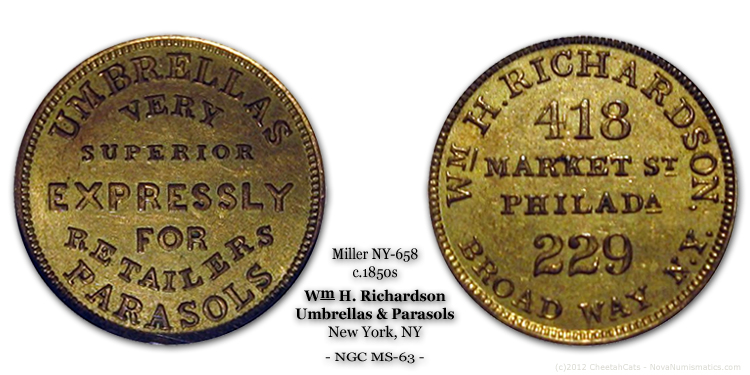 UMBRELLAS
VERY
SUPERIOR
EXPRESSLY
FOR
RETAILERS
PARASOLS
Wᴹ H. RICHARDSON.
418
MARKET Sᵀ
PHILADᴬ
229
BROAD WAY N.Y.
Miller NY-658
c.1850s
Wm H. Richardson
Umbrellas & Parasols
New York, NY
- NGC MS-63 -
(c)2012 CheetahCats - NovaNumismatics.com